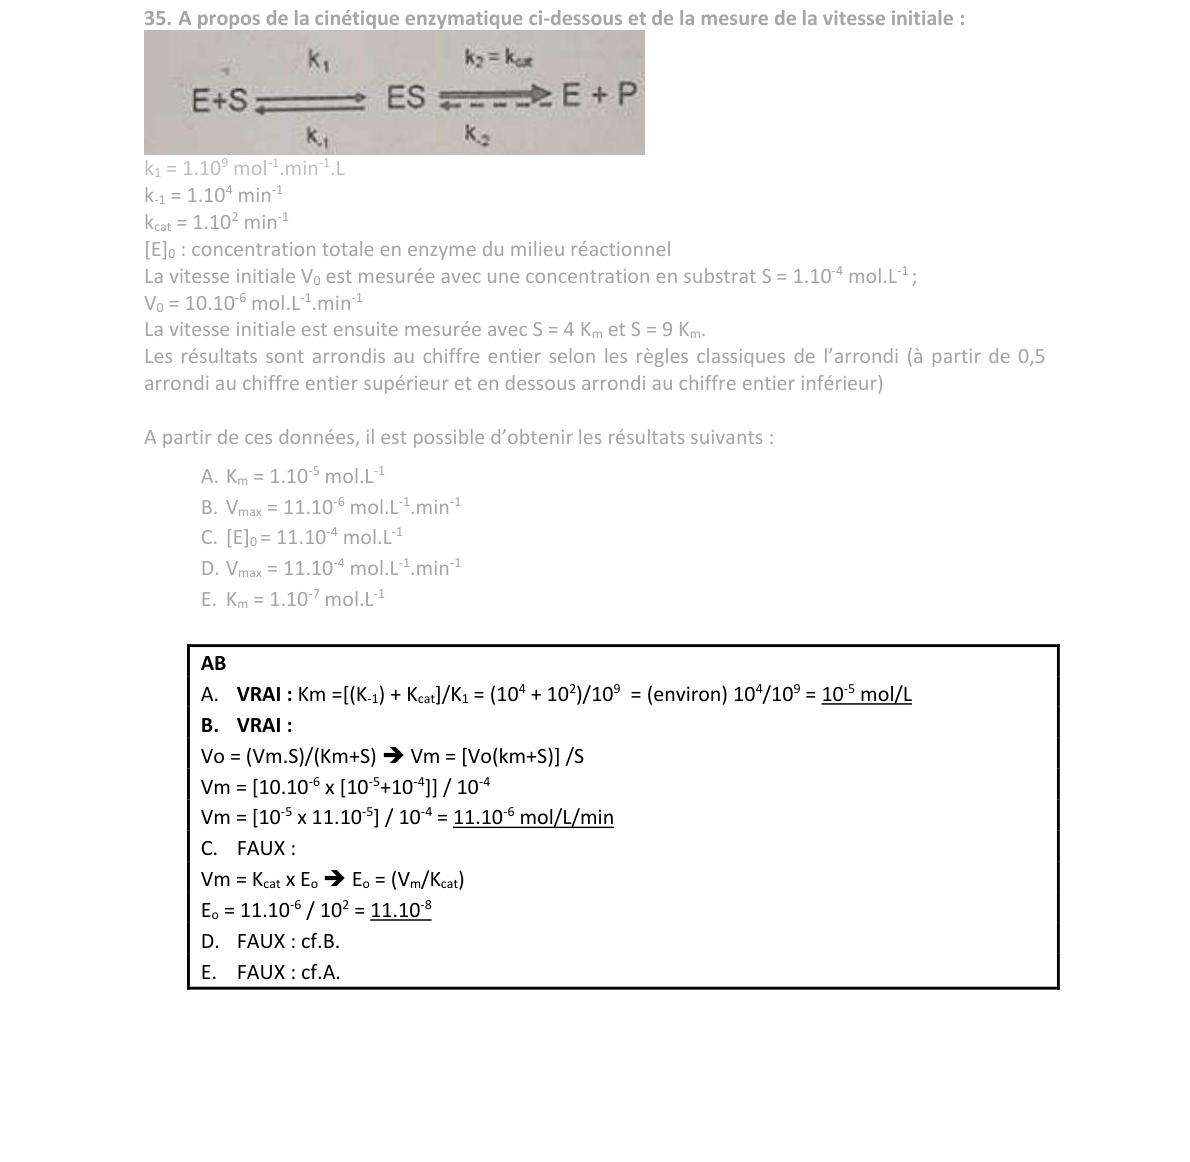 35. A propos de la cinétique enzymatique ci-dessous et de la mesure de la vitesse initiale :
k₁ k₂ = kcat
E+S ES E + P
k₋₁ k₋₂
k₁ = 1.10⁹ mol⁻¹.min⁻¹.L
k₋₁ = 1.10⁴ min⁻¹
kcat = 1.10² min⁻¹
[E]₀ : concentration totale en enzyme du milieu réactionnel
La vitesse initiale V₀ est mesurée avec une concentration en substrat S = 1.10⁻⁴ mol.L⁻¹ ;
V₀ = 10.10⁻⁶ mol.L⁻¹.min⁻¹
La vitesse initiale est ensuite mesurée avec S = 4 Kₘ et S = 9 Kₘ.
Les résultats sont arrondis au chiffre entier selon les règles classiques de l’arrondi (à partir de 0,5
arrondi au chiffre entier supérieur et en dessous arrondi au chiffre entier inférieur)
A partir de ces données, il est possible d’obtenir les résultats suivants :
A. Kₘ = 1.10⁻⁵ mol.L⁻¹
B. Vmax = 11.10⁻⁶ mol.L⁻¹.min⁻¹
C. [E]₀ = 11.10⁻⁴ mol.L⁻¹
D. Vmax = 11.10⁻⁴ mol.L⁻¹.min⁻¹
E. Kₘ = 1.10⁻⁷ mol.L⁻¹
AB
A. VRAI : Km =[(K₋₁) + Kcat]/K₁ = (10⁴ + 10²)/10⁹ = (environ) 10⁴/10⁹ = 10⁻⁵ mol/L
B. VRAI :
Vo = (Vm.S)/(Km+S) ➔ Vm = [Vo(km+S)] /S
Vm = [10.10⁻⁶ x [10⁻⁵+10⁻⁴]] / 10⁻⁴
Vm = [10⁻⁵ x 11.10⁻⁵] / 10⁻⁴ = 11.10⁻⁶ mol/L/min
C. FAUX :
Vm = Kcat x Eₒ ➔ Eₒ = (Vₘ/Kcat)
Eₒ = 11.10⁻⁶ / 10² = 11.10⁻⁸
D. FAUX : cf.B.
E. FAUX : cf.A.